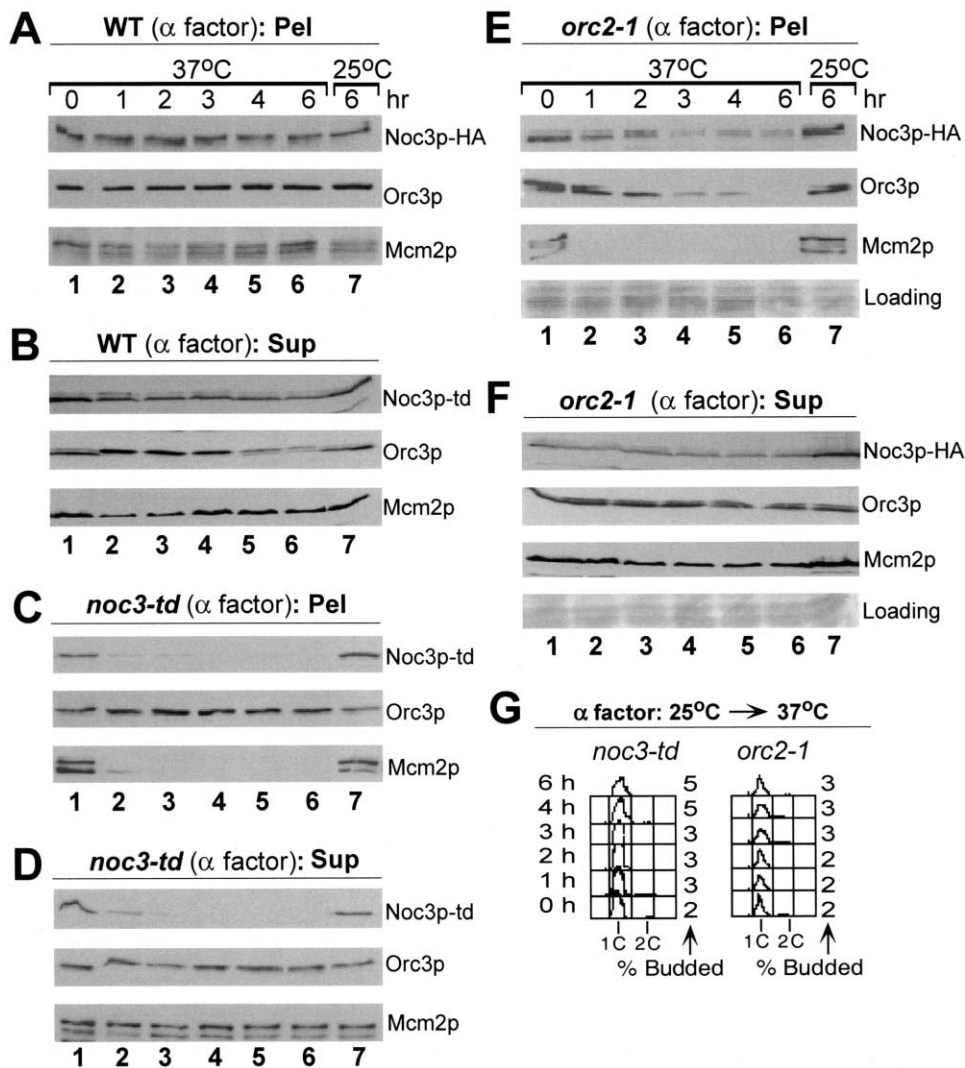 A
WT (α factor): Pel
37°C 25°C
0 1 2 3 4 6 6 hr
Noc3p-HA
Orc3p
Mcm2p
1 2 3 4 5 6 7
B
WT (α factor): Sup
Noc3p-td
Orc3p
Mcm2p
1 2 3 4 5 6 7
C
noc3-td (α factor): Pel
Noc3p-td
Orc3p
Mcm2p
1 2 3 4 5 6 7
D
noc3-td (α factor): Sup
Noc3p-td
Orc3p
Mcm2p
1 2 3 4 5 6 7
E
orc2-1 (α factor): Pel
37°C 25°C
0 1 2 3 4 6 6 hr
Noc3p-HA
Orc3p
Mcm2p
Loading
1 2 3 4 5 6 7
F
orc2-1 (α factor): Sup
Noc3p-HA
Orc3p
Mcm2p
Loading
1 2 3 4 5 6 7
G
α factor: 25°C → 37°C
noc3-td orc2-1
6 h 5 3
4 h 5 3
3 h 3 3
2 h 3 2
1 h 3 2
0 h 2 2
1C 2C 1C 2C
% Budded % Budded